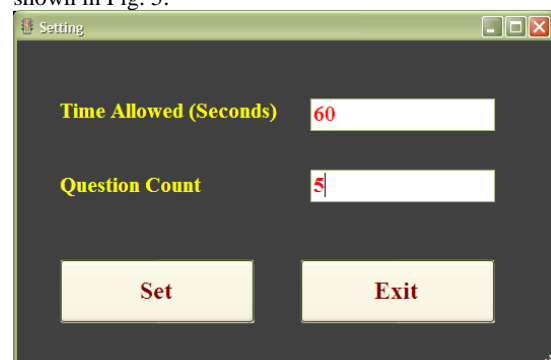 shown in Fig. 5.
Setting
Time Allowed (Seconds) 60
Question Count 5
Set Exit